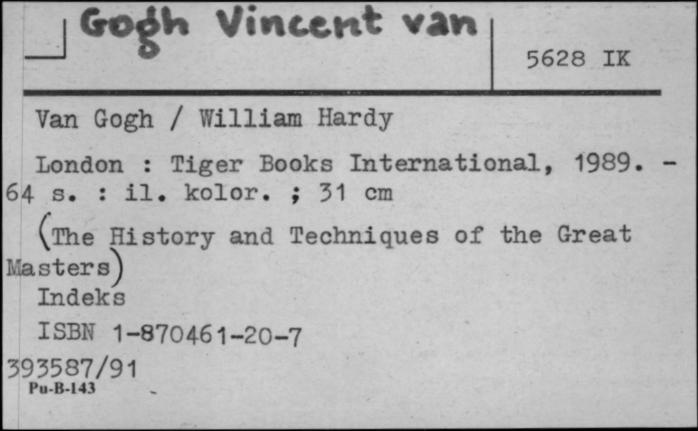 Gogh Vincent van
5628 IK
Van Gogh / William Hardy
London : Tiger Books International, 1989. -
64 s. : il. kolor. ; 31 cm
(The History and Techniques of the Great
Masters)
Indeks
ISBN 1-870461-20-7
393587/91
Pu-B-143